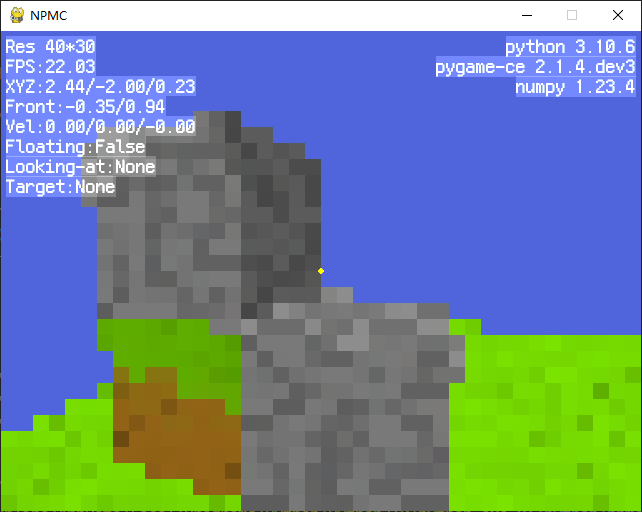 NPMC
Res 40*30
FPS:22.03
XYZ:2.44/-2.00/0.23
Front:-0.35/0.94
Vel:0.00/0.00/-0.00
Floating:False
Looking-at:None
Target:None
python 3.10.6
pygame-ce 2.1.4.dev3
numpy 1.23.4